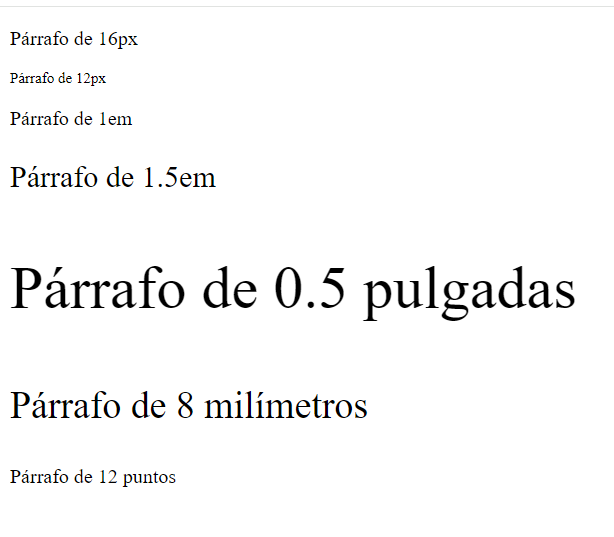 Párrafo de 16px
Párrafo de 12px
Párrafo de 1em
Párrafo de 1.5em
Párrafo de 0.5 pulgadas
Párrafo de 8 milímetros
Párrafo de 12 puntos